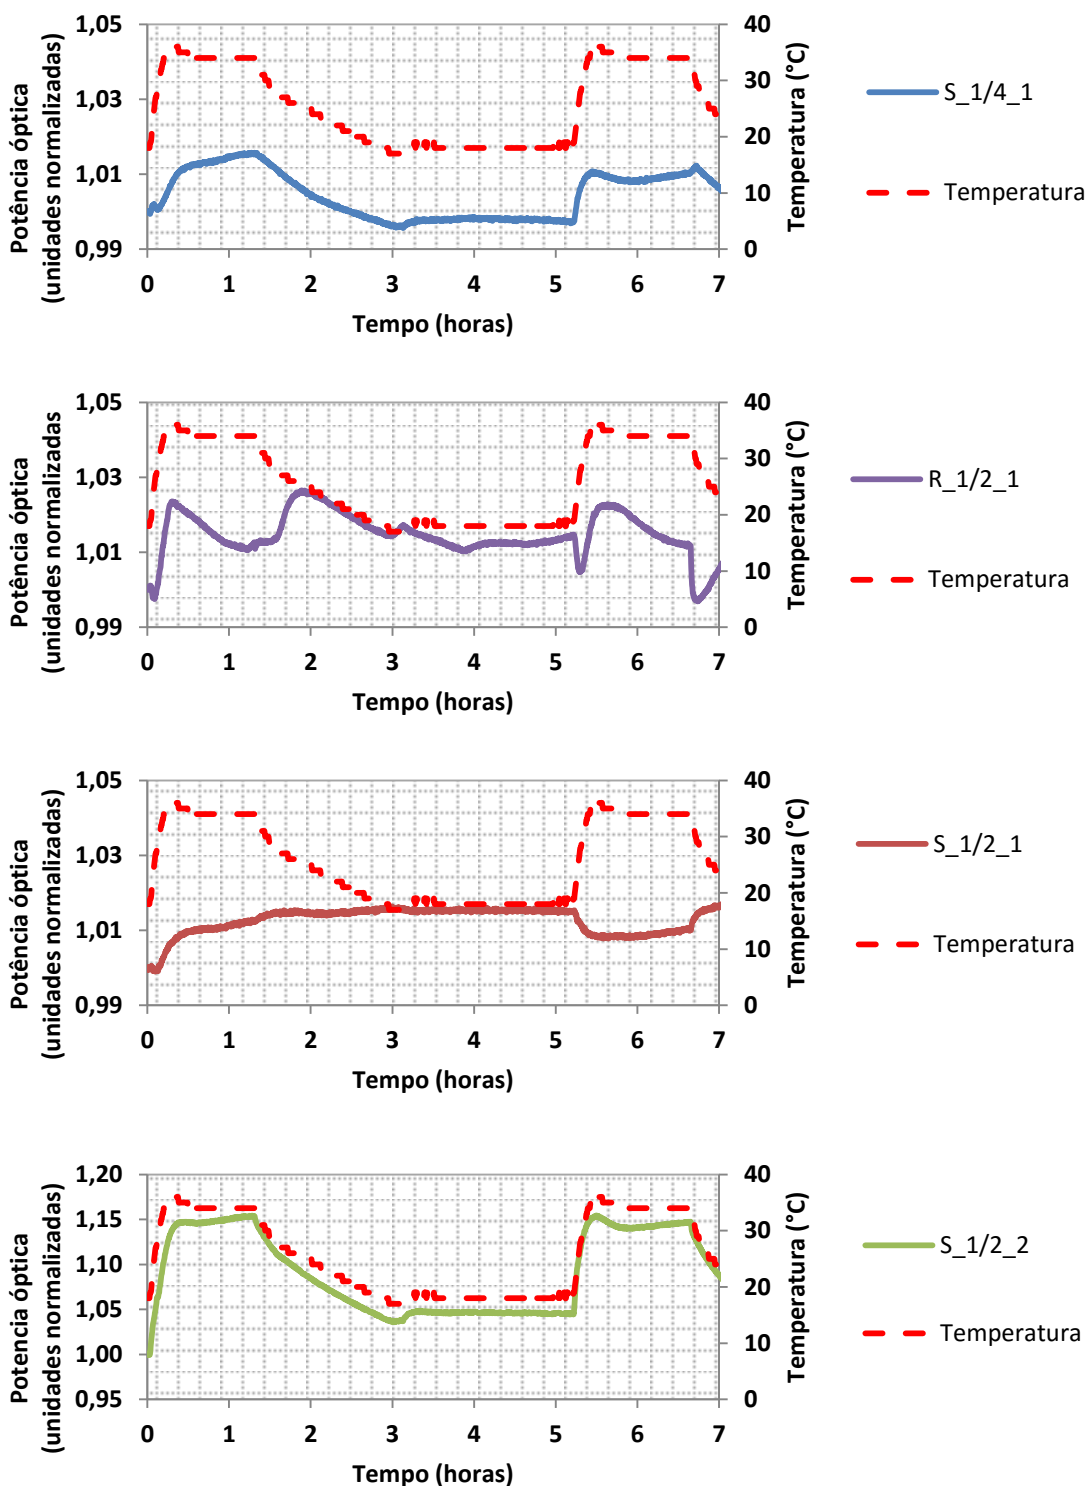 Potência óptica
(unidades normalizadas)
1,05
1,03
1,01
0,99
0 1 2 3 4 5 6 7
Tempo (horas)
40
30
20
10
0
Temperatura (°C)
S_1/4_1
Temperatura
Potência óptica
(unidades normalizadas
1,05
1,03
1,01
0,99
0 1 2 3 4 5 6 7
Tempo (horas)
40
30
20
10
0
Temperatura (°C)
R_1/2_1
Temperatura
Potência óptica
(unidades normalizadas)
1,05
1,03
1,01
0,99
0 1 2 3 4 5 6 7
Tempo (horas)
40
30
20
10
0
Temperatura (°C)
S_1/2_1
Temperatura
Potencia óptica
(unidades normalizadas)
1,20
1,15
1,10
1,05
1,00
0,95
0 1 2 3 4 5 6 7
Tempo (horas)
40
30
20
10
0
Temperatura (°C)
S_1/2_2
Temperatura